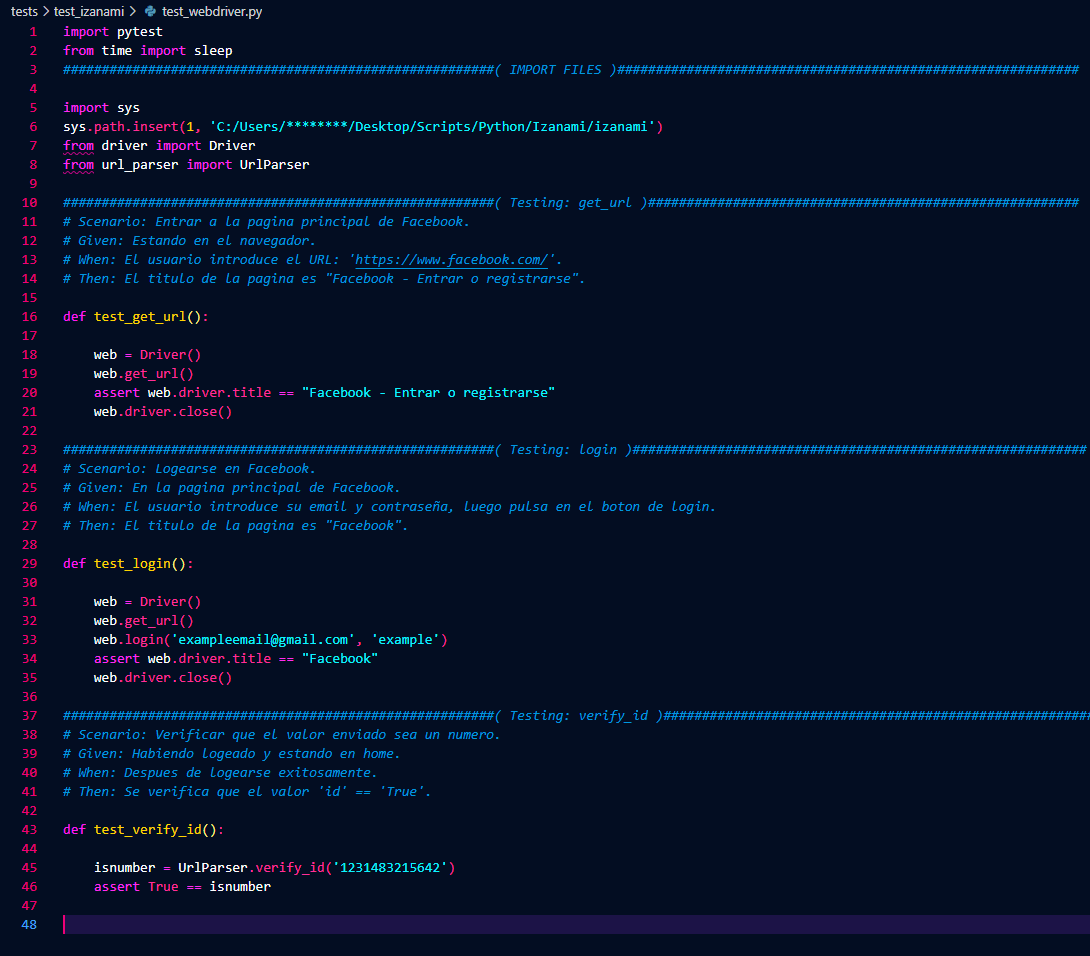 tests > test_izanami > test_webdriver.py
1 import pytest
2 from time import sleep
3 ########################################################( IMPORT FILES )############################################################
4
5 import sys
6 sys.path.insert(1, 'C:/Users/********/Desktop/Scripts/Python/Izanami/izanami')
7 from driver import Driver
8 from url_parser import UrlParser
9
10 ########################################################( Testing: get_url )########################################################
11 # Scenario: Entrar a la pagina principal de Facebook.
12 # Given: Estando en el navegador.
13 # When: El usuario introduce el URL: 'https://www.facebook.com/'.
14 # Then: El titulo de la pagina es "Facebook - Entrar o registrarse".
15
16 def test_get_url():
17
18     web = Driver()
19     web.get_url()
20     assert web.driver.title == "Facebook - Entrar o registrarse"
21     web.driver.close()
22
23 ########################################################( Testing: login )###########################################################
24 # Scenario: Logearse en Facebook.
25 # Given: En la pagina principal de Facebook.
26 # When: El usuario introduce su email y contraseña, luego pulsa en el boton de login.
27 # Then: El titulo de la pagina es "Facebook".
28
29 def test_login():
30
31     web = Driver()
32     web.get_url()
33     web.login('exampleemail@gmail.com', 'example')
34     assert web.driver.title == "Facebook"
35     web.driver.close()
36
37 ########################################################( Testing: verify_id )########################################################
38 # Scenario: Verificar que el valor enviado sea un numero.
39 # Given: Habiendo logeado y estando en home.
40 # When: Despues de logearse exitosamente.
41 # Then: Se verifica que el valor 'id' == 'True'.
42
43 def test_verify_id():
44
45     isnumber = UrlParser.verify_id('1231483215642')
46     assert True == isnumber
47
48